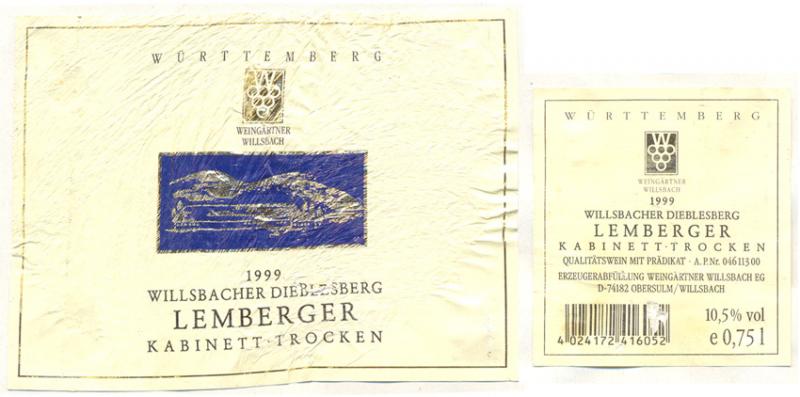 WÜRTTEMBERG
W
WEINGÄRTNER
WILLSBACH
1999
WILLSBACHER DIEBLESBERG
LEMBERGER
KABINETT·TROCKEN
WÜRTTEMBERG
W
WEINGÄRTNER
WILLSBACH
1999
WILLSBACHER DIEBLESBERG
LEMBERGER
KABINETT·TROCKEN
QUALITÄTSWEIN MIT PRÄDIKAT · A.P.Nr. 046 113 00
ERZEUGERABFÜLLUNG WEINGÄRTNER WILLSBACH EG
D-74182 OBERSULM/WILLSBACH
10,5% vol
e 0,75 l
4 024172 416052